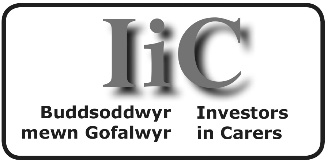 IiC
Buddsoddwyr
mewn Gofalwyr
Investors
in Carers